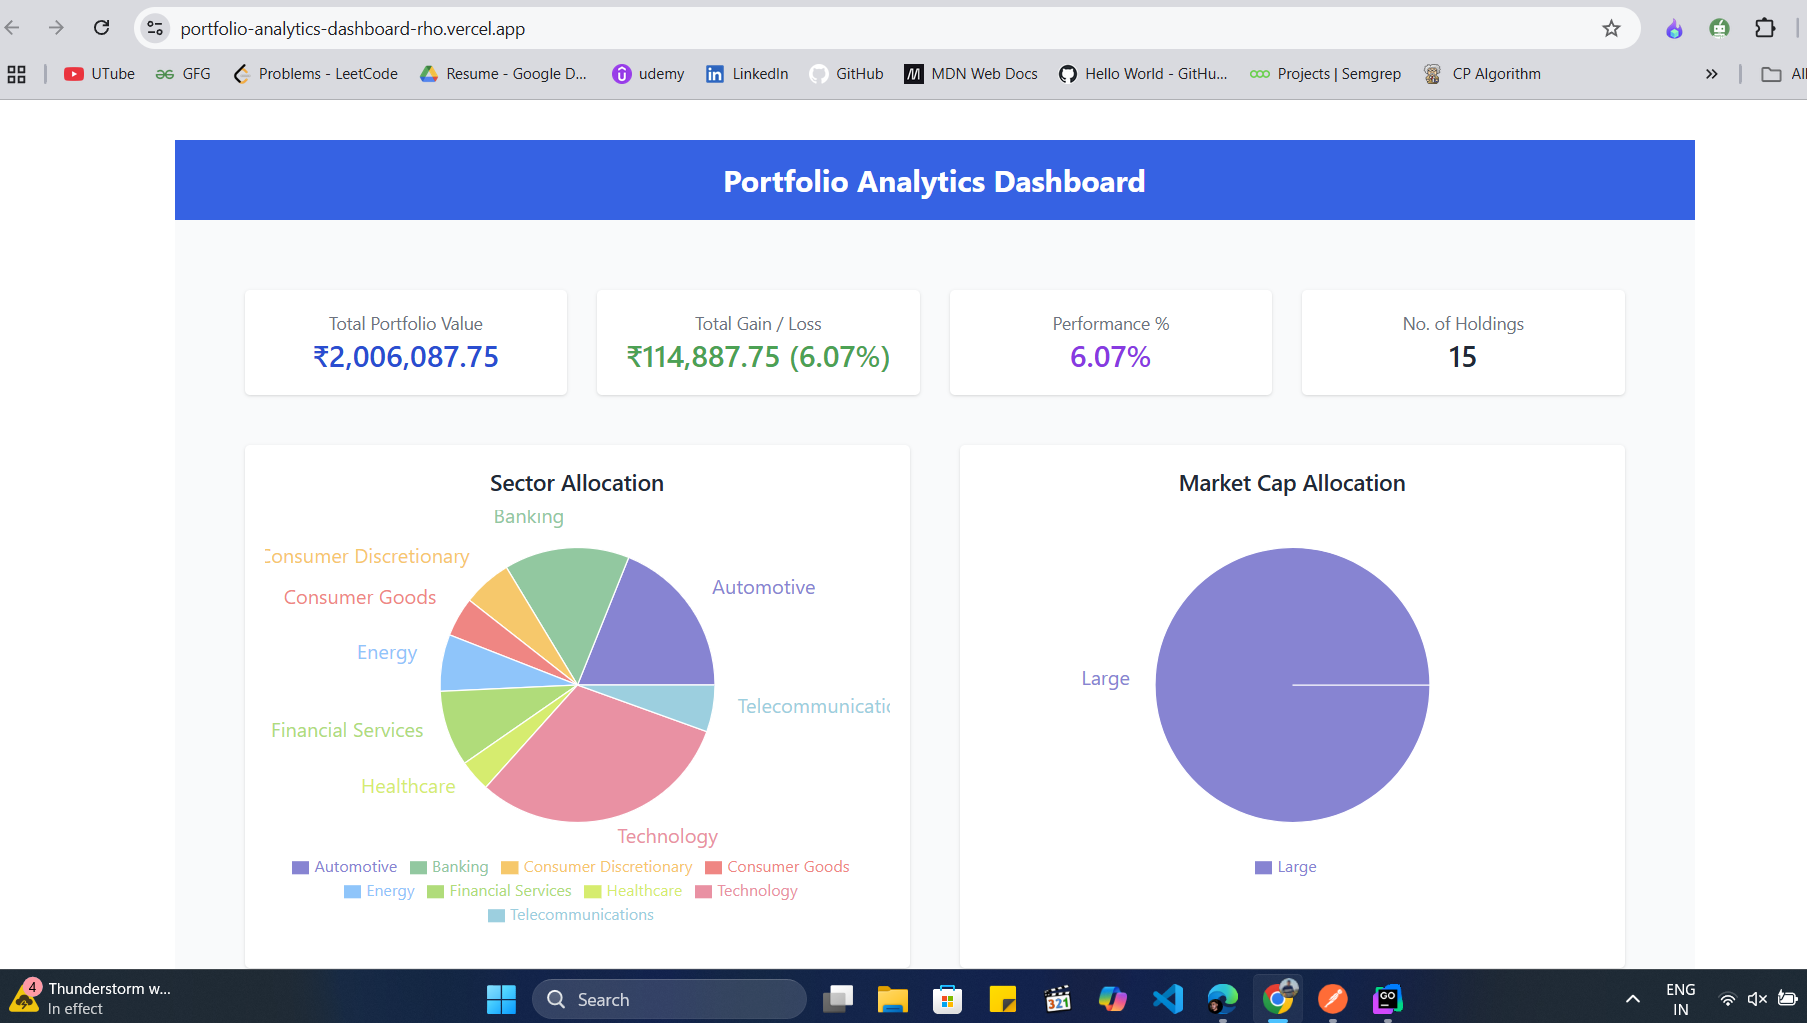 portfolio-analytics-dashboard-rho.vercel.app
UTube GFG Problems - LeetCode Resume - Google D... udemy LinkedIn GitHub MDN Web Docs Hello World - GitHu... Projects | Semgrep CP Algorithm » All
Portfolio Analytics Dashboard
Total Portfolio Value
₹2,006,087.75
Total Gain / Loss
₹114,887.75 (6.07%)
Performance %
6.07%
No. of Holdings
15
Sector Allocation
Banking
Consumer Discretionary
Automotive
Consumer Goods
Energy
Telecommunicatio
Financial Services
Healthcare
Technology
Automotive Banking Consumer Discretionary Consumer Goods
Energy Financial Services Healthcare Technology
Telecommunications
Market Cap Allocation
Large
Large
4
Thunderstorm w...
In effect
Search
321
GO
ENG
IN